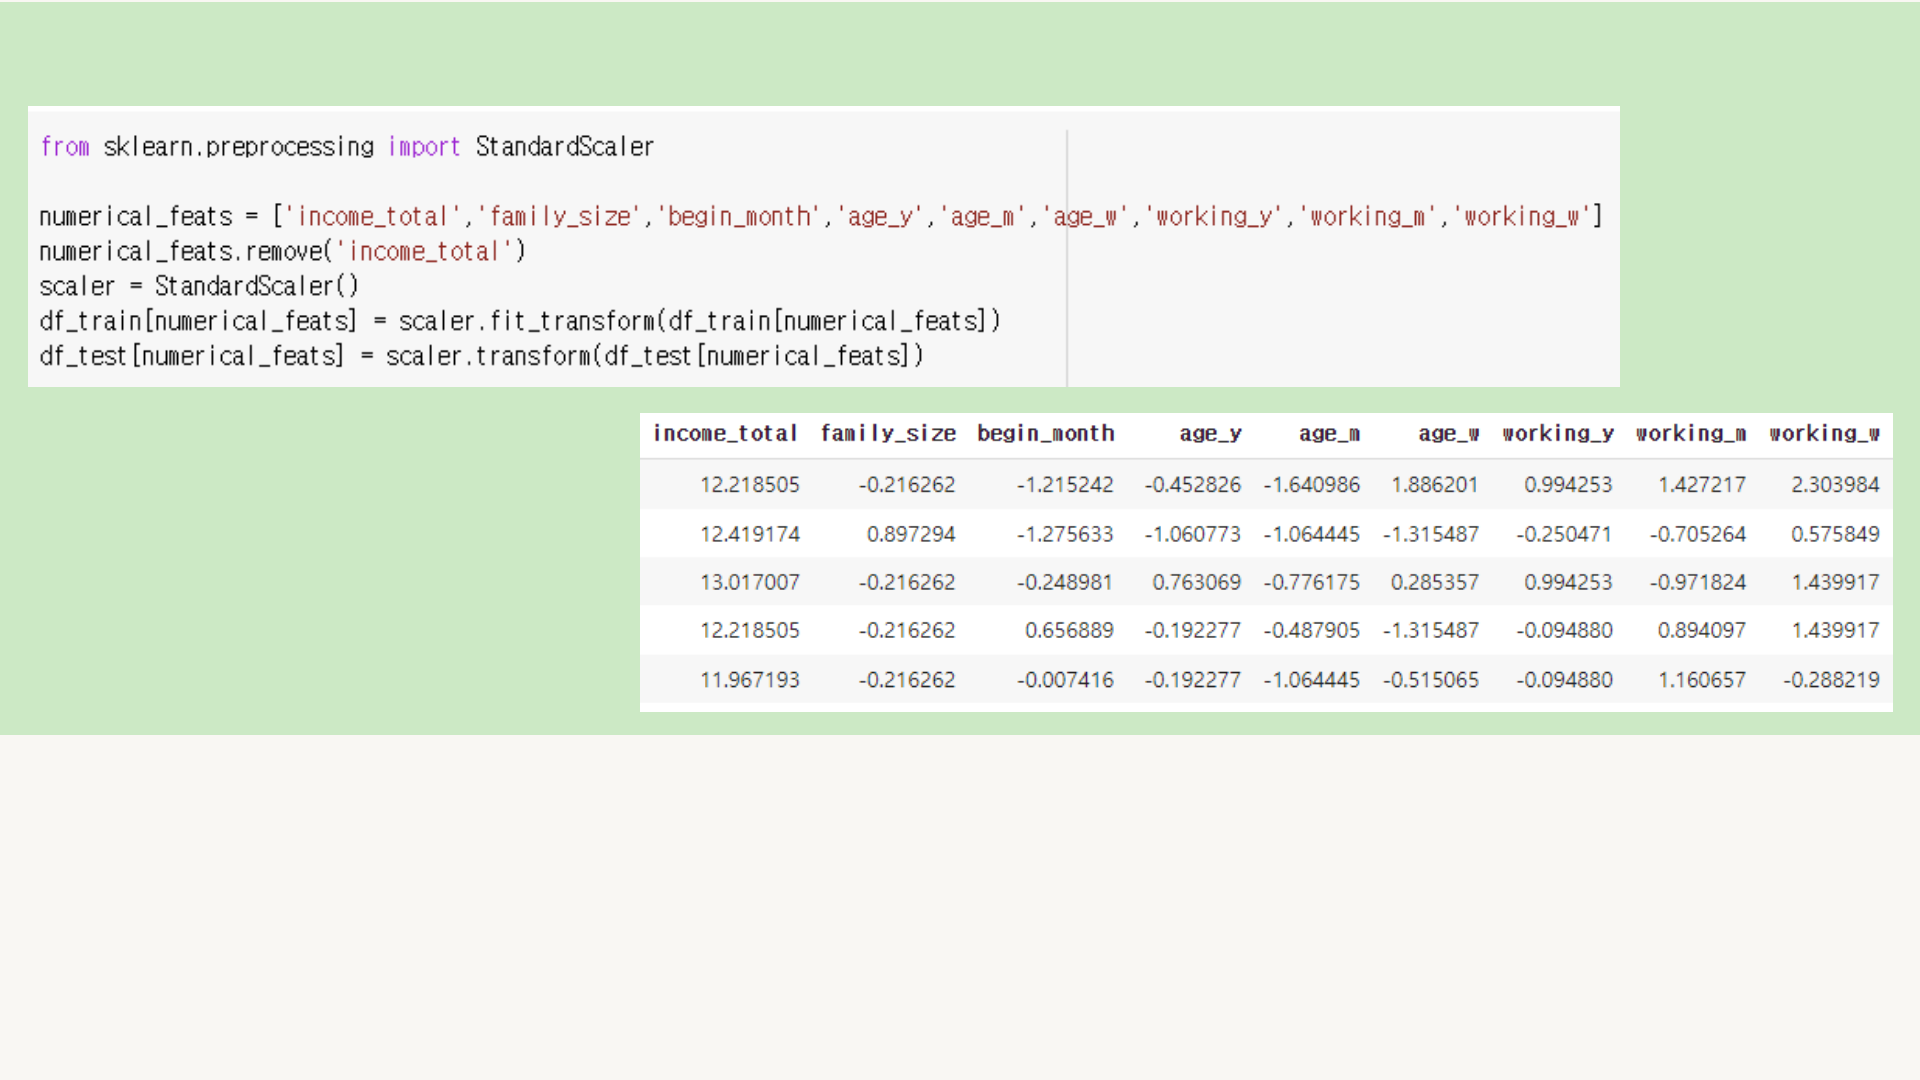 from sklearn.preprocessing import StandardScaler
numerical_feats = ['income_total','family_size','begin_month','age_y','age_m','age_w','working_y','working_m','working_w']
numerical_feats.remove('income_total')
scaler = StandardScaler()
df_train[numerical_feats] = scaler.fit_transform(df_train[numerical_feats])
df_test[numerical_feats] = scaler.transform(df_test[numerical_feats])
income_total family_size begin_month age_y age_m age_w working_y working_m working_w
12.218505 -0.216262 -1.215242 -0.452826 -1.640986 1.886201 0.994253 1.427217 2.303984
12.419174 0.897294 -1.275633 -1.060773 -1.064445 -1.315487 -0.250471 -0.705264 0.575849
13.017007 -0.216262 -0.248981 0.763069 -0.776175 0.285357 0.994253 -0.971824 1.439917
12.218505 -0.216262 0.656889 -0.192277 -0.487905 -1.315487 -0.094880 0.894097 1.439917
11.967193 -0.216262 -0.007416 -0.192277 -1.064445 -0.515065 -0.094880 1.160657 -0.288219